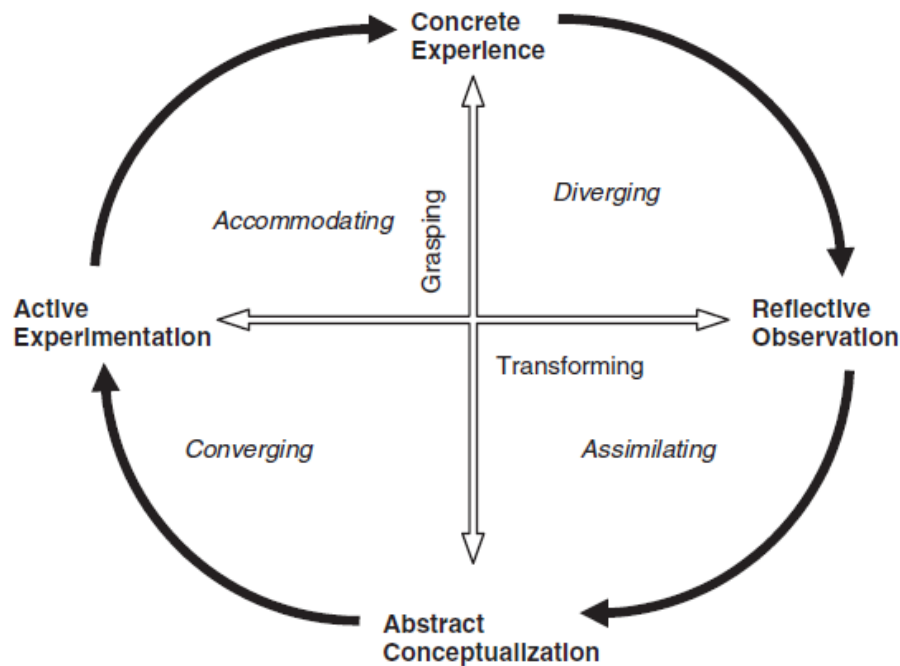 Concrete
Experience
Diverging
Accommodating
Grasping
Active
Experimentation
Reflective
Observation
Transforming
Converging
Assimilating
Abstract
Conceptualization